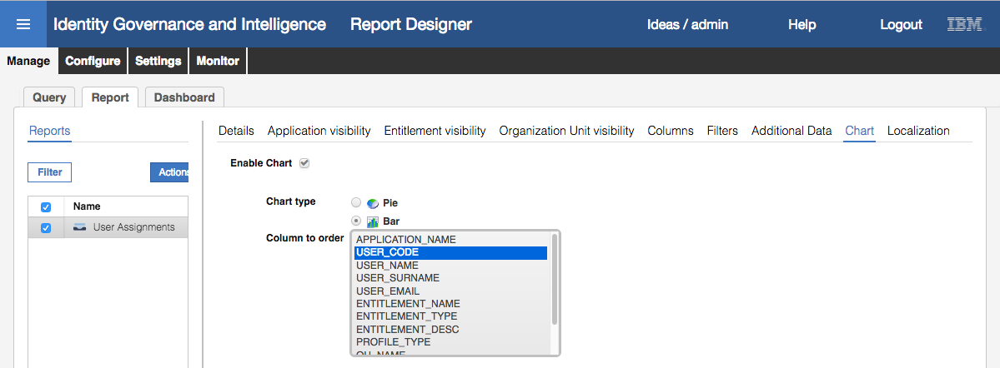 Identity Governance and Intelligence Report Designer Ideas / admin Help Logout IBM
Manage Configure Settings Monitor
Query Report Dashboard
Reports Details Application visibility Entitlement visibility Organization Unit visibility Columns Filters Additional Data Chart Localization
Enable Chart
Filter Actions
Chart type Pie
Name
Bar
User Assignments
Column to order APPLICATION_NAME
USER_CODE
USER_NAME
USER_SURNAME
USER_EMAIL
ENTITLEMENT_NAME
ENTITLEMENT_TYPE
ENTITLEMENT_DESC
PROFILE_TYPE
OU_NAME